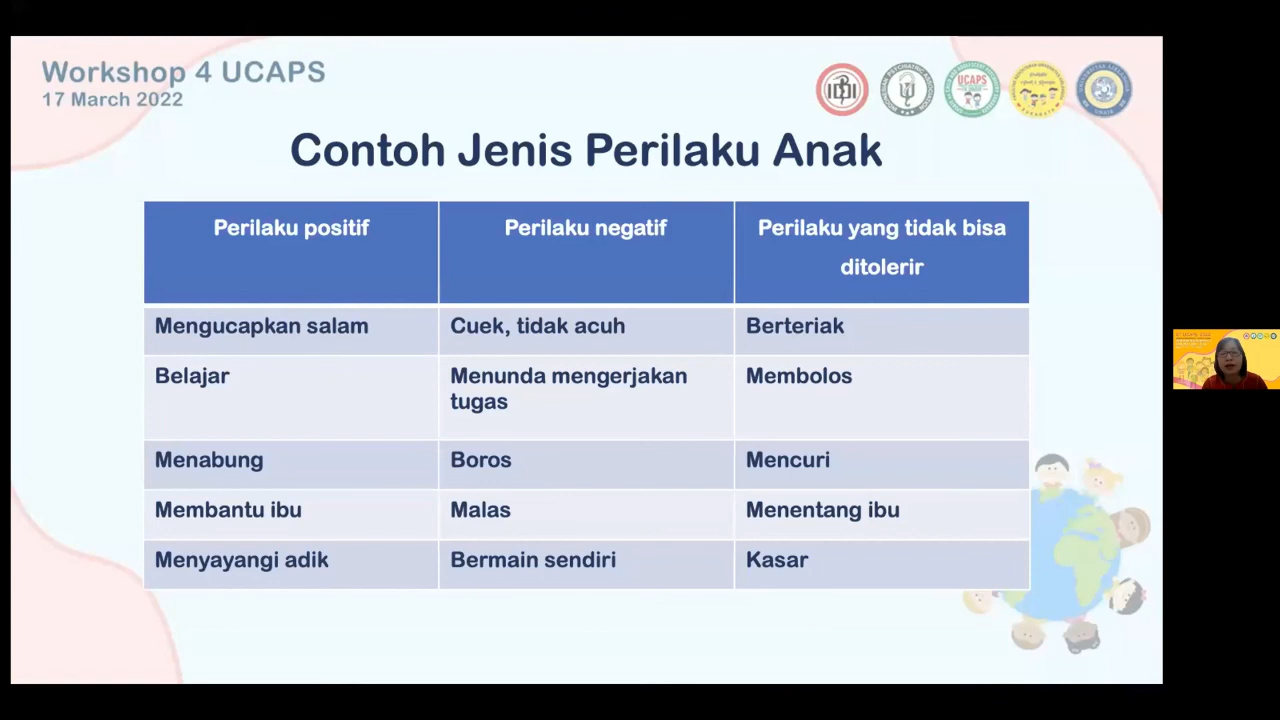 Workshop 4 UCAPS
17 March 2022
IDI
UCAPS
Contoh Jenis Perilaku Anak
Perilaku positif
Perilaku negatif
Perilaku yang tidak bisa
ditolerir
Mengucapkan salam
Cuek, tidak acuh
Berteriak
Belajar
Menunda mengerjakan
tugas
Membolos
Menabung
Boros
Mencuri
Membantu ibu
Malas
Menentang ibu
Menyayangi adik
Bermain sendiri
Kasar